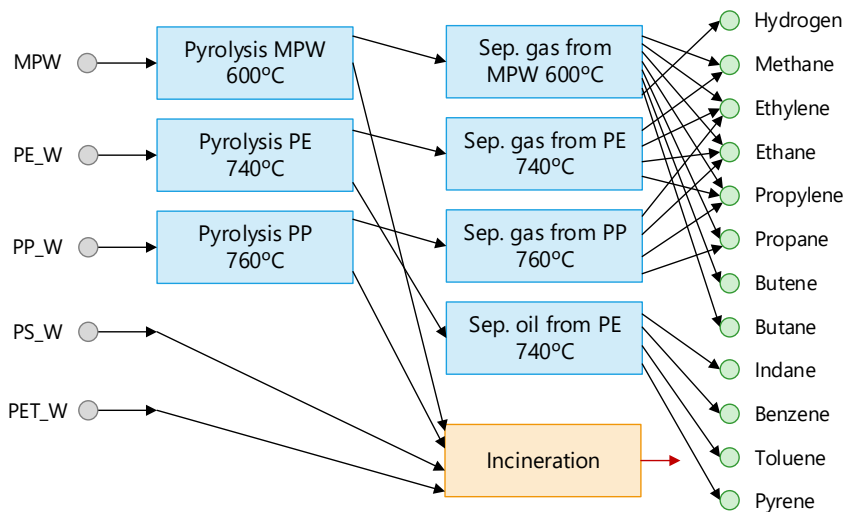 MPW
PE_W
PP_W
PS_W
PET_W
Pyrolysis MPW
600ºC
Pyrolysis PE
740ºC
Pyrolysis PP
760ºC
Sep. gas from
MPW 600ºC
Sep. gas from PE
740ºC
Sep. gas from PP
760ºC
Sep. oil from PE
740ºC
Incineration
Hydrogen
Methane
Ethylene
Ethane
Propylene
Propane
Butene
Butane
Indane
Benzene
Toluene
Pyrene